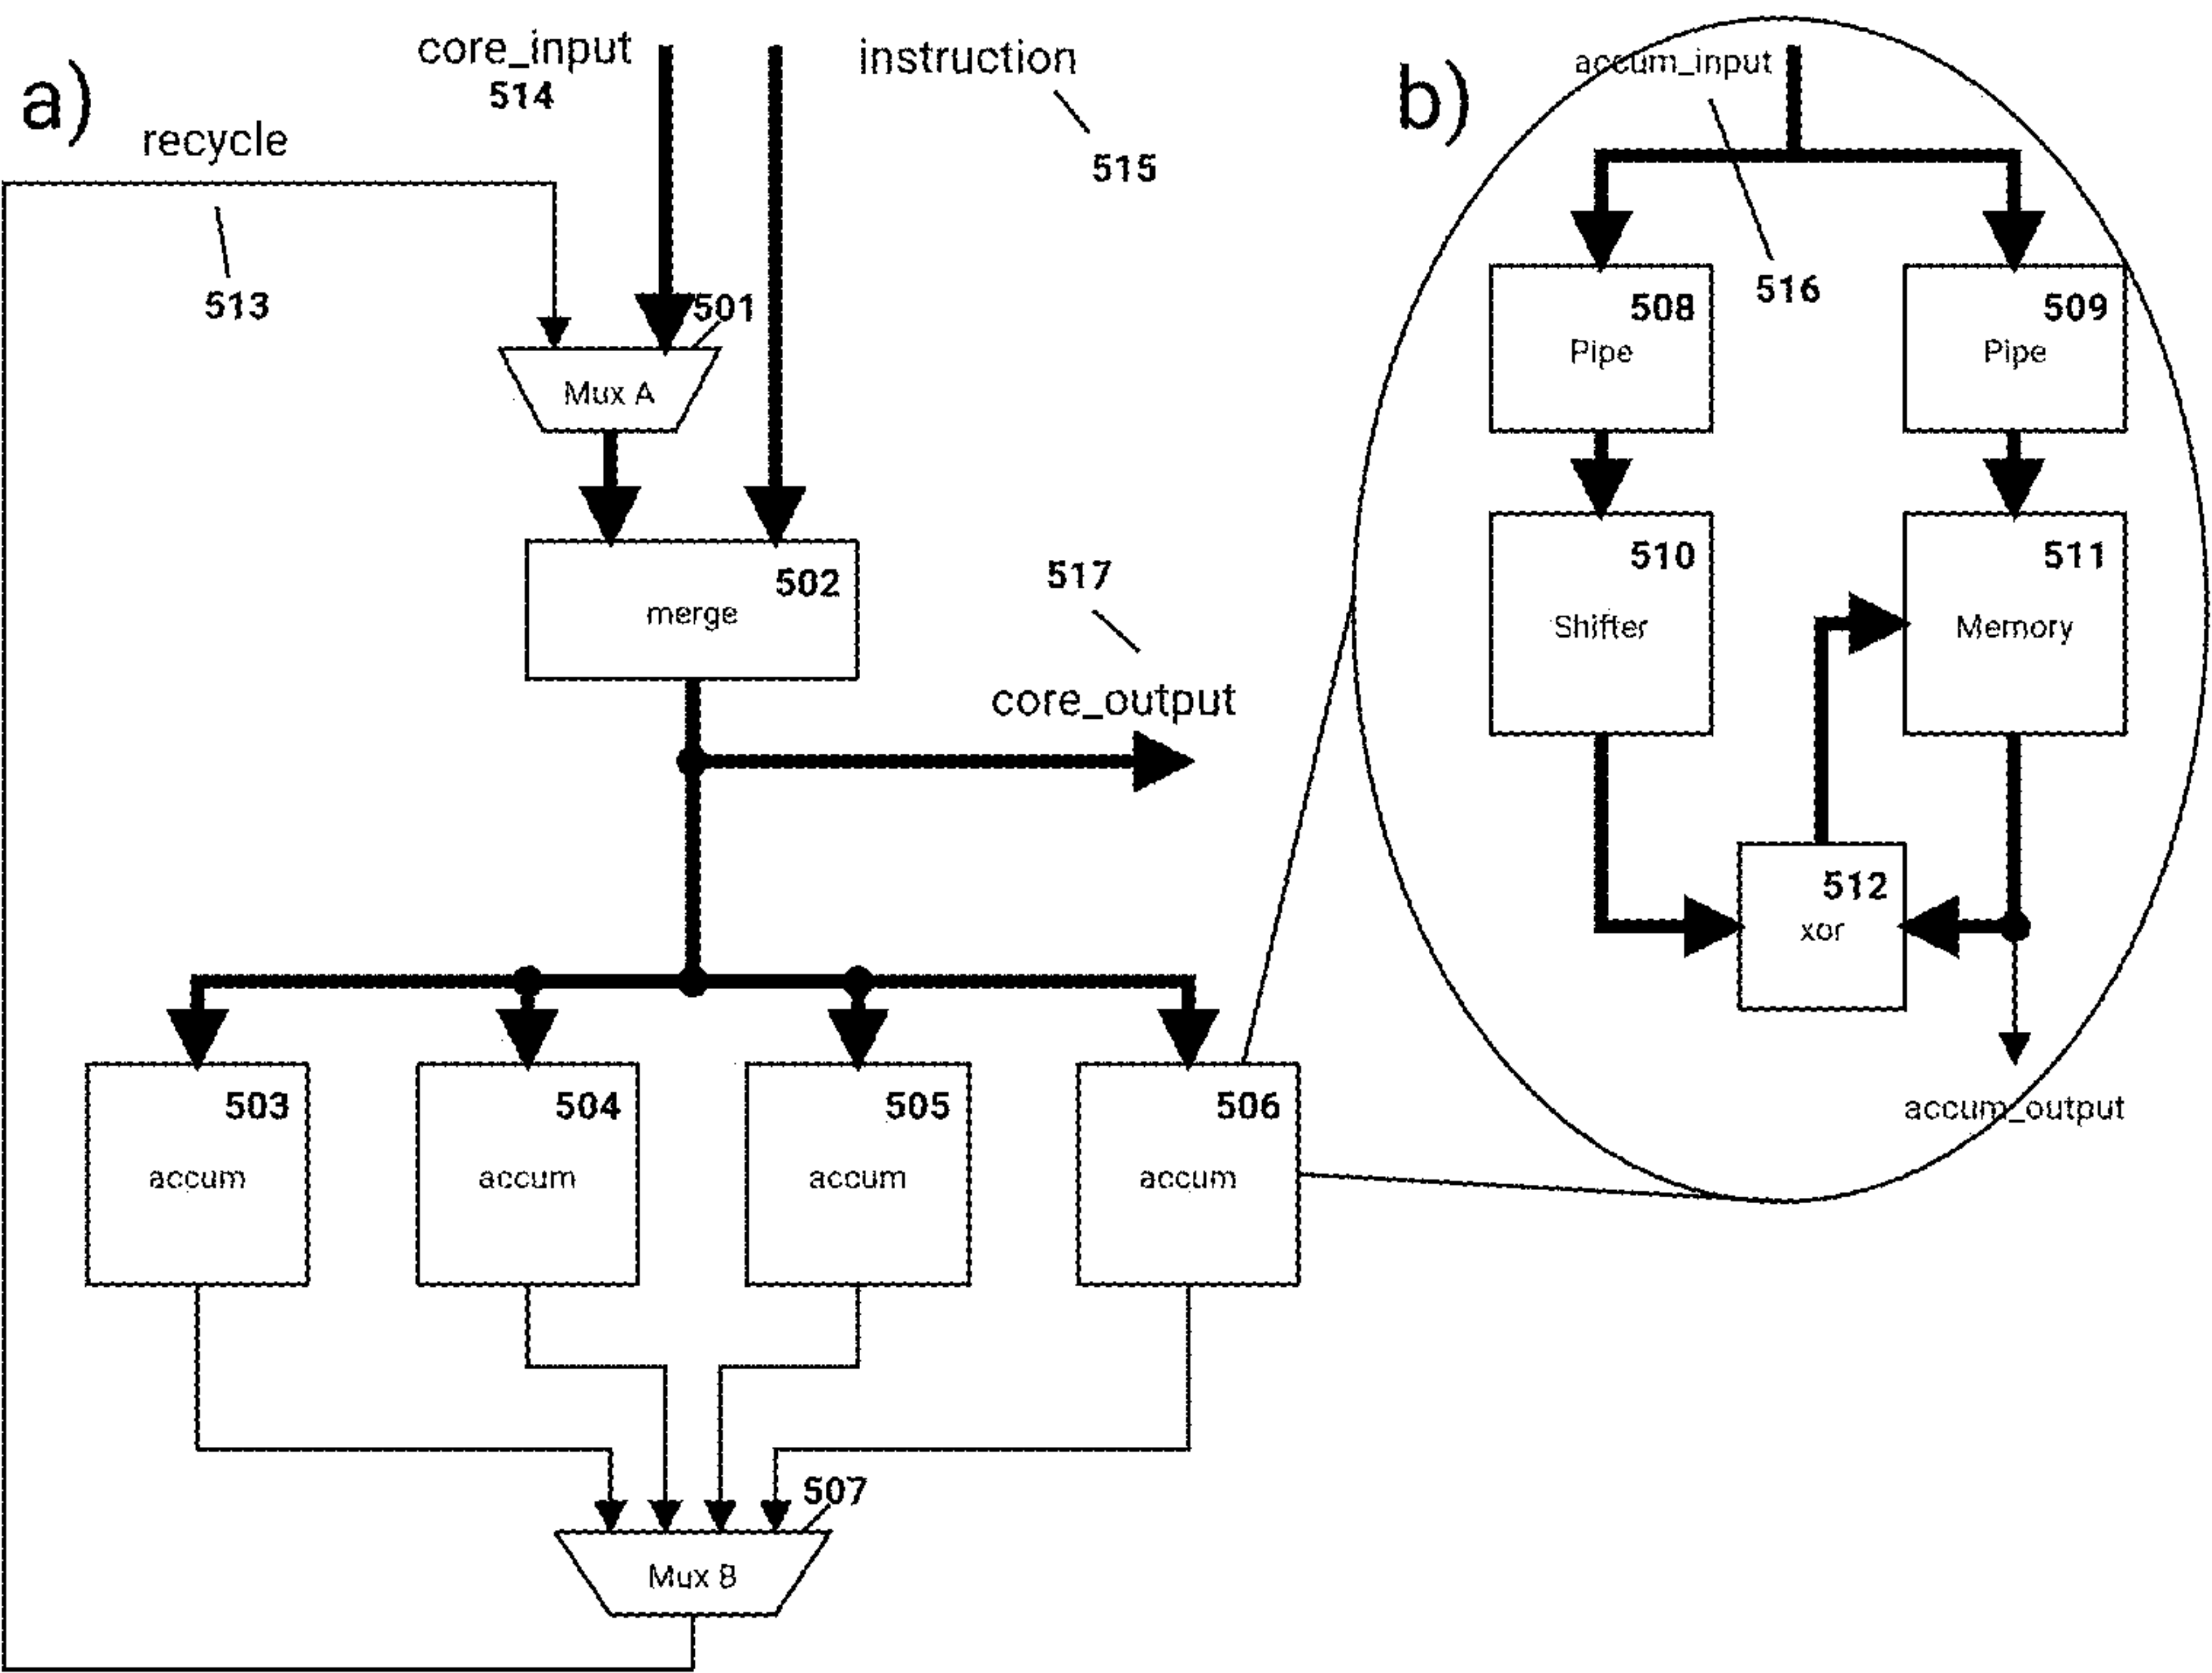 a)
core_input
514
instruction
515
recycle
513
501
Mux A
502
merge
517
core_output
503
accum
504
accum
505
accum
506
accum
507
Mux B
b)
accum_input
516
508
Pipe
509
Pipe
510
Shifter
511
Memory
512
xor
accum_output